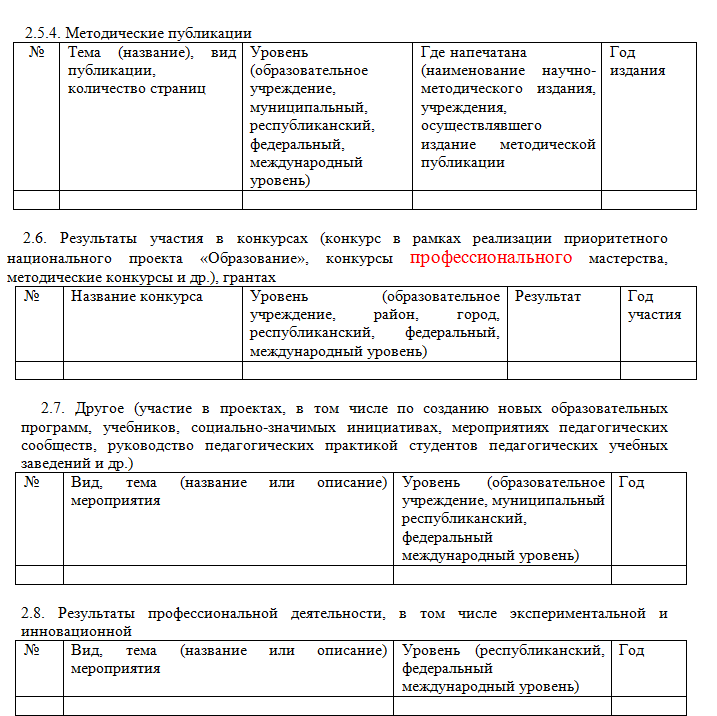 2.5.4. Методические публикации
№
Тема (название), вид
публикации,
количество страниц
Уровень
(образовательное
учреждение,
муниципальный,
республиканский,
федеральный,
международный
уровень)
Где напечатана
(наименование научно-
методического издания,
учреждения,
осуществлявшего
издание методической
публикации
Год
издания
2.6. Результаты участия в конкурсах (конкурс в рамках реализации приоритетного
национального проекта «Образование», конкурсы профессионального мастерства,
методические конкурсы и др.), грантах
№
Название конкурса
Уровень (образовательное
учреждение, район, город,
республиканский, федеральный,
международный уровень)
Результат
Год
участия
2.7. Другое (участие в проектах, в том числе по созданию новых образовательных
программ, учебников, социально-значимых инициативах, мероприятиях педагогических
сообществ, руководство педагогических практикой студентов педагогических учебных
заведений и др.)
№
Вид, тема (название или описание)
мероприятия
Уровень (образовательное
учреждение, муниципальный
республиканский,
федеральный
международный уровень)
Год
2.8. Результаты профессиональной деятельности, в том числе экспериментальной и
инновационной
№
Вид, тема (название или описание)
мероприятия
Уровень (республиканский,
федеральный
международный уровень)
Год